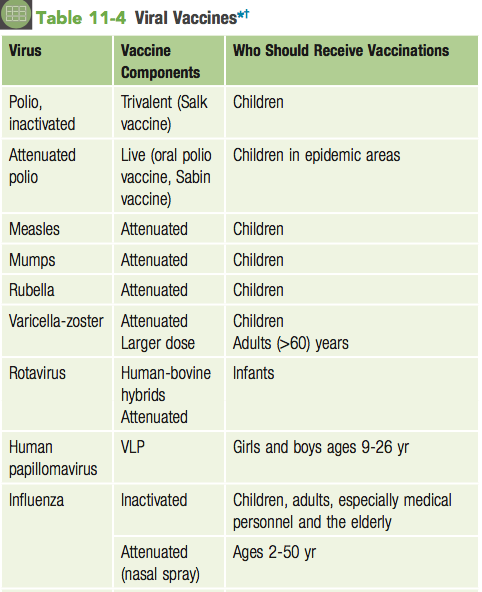 Table 11-4 Viral Vaccines*†
Virus
Vaccine
Components
Who Should Receive Vaccinations
Polio,
inactivated
Trivalent (Salk
vaccine)
Children
Attenuated
polio
Live (oral polio
vaccine, Sabin
vaccine)
Children in epidemic areas
Measles
Attenuated
Children
Mumps
Attenuated
Children
Rubella
Attenuated
Children
Varicella-zoster
Attenuated
Larger dose
Children
Adults (>60) years
Rotavirus
Human-bovine
hybrids
Attenuated
Infants
Human
papillomavirus
VLP
Girls and boys ages 9-26 yr
Influenza
Inactivated
Children, adults, especially medical
personnel and the elderly
Attenuated
(nasal spray)
Ages 2-50 yr